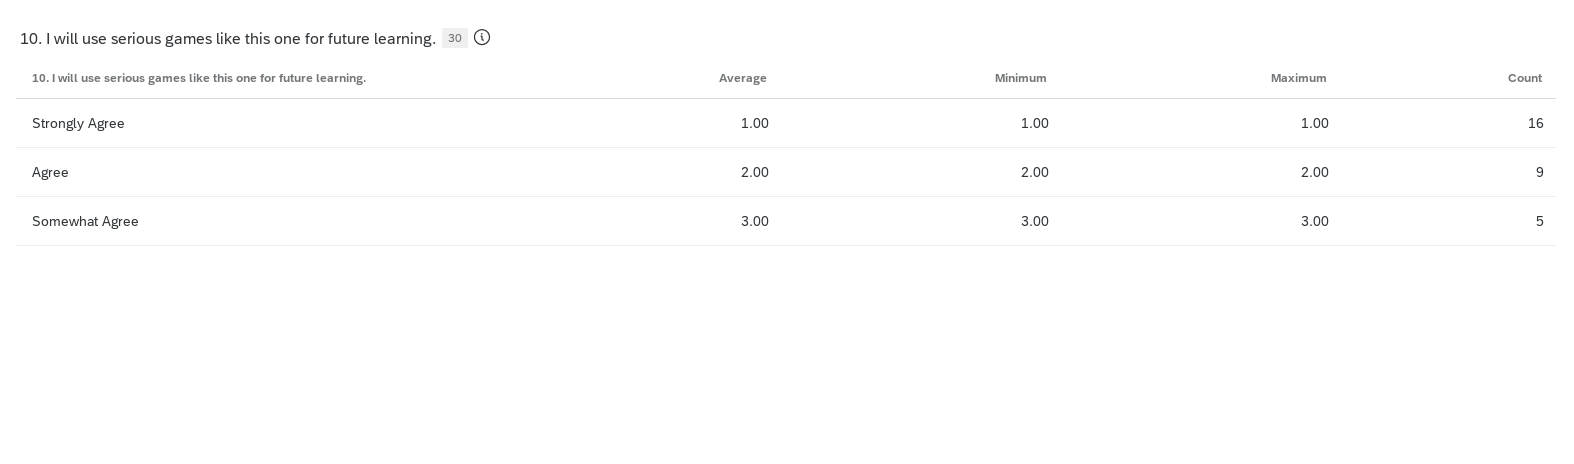 10. I will use serious games like this one for future learning. 30
10. I will use serious games like this one for future learning. Average Minimum Maximum Count
Strongly Agree 1.00 1.00 1.00 16
Agree 2.00 2.00 2.00 9
Somewhat Agree 3.00 3.00 3.00 5